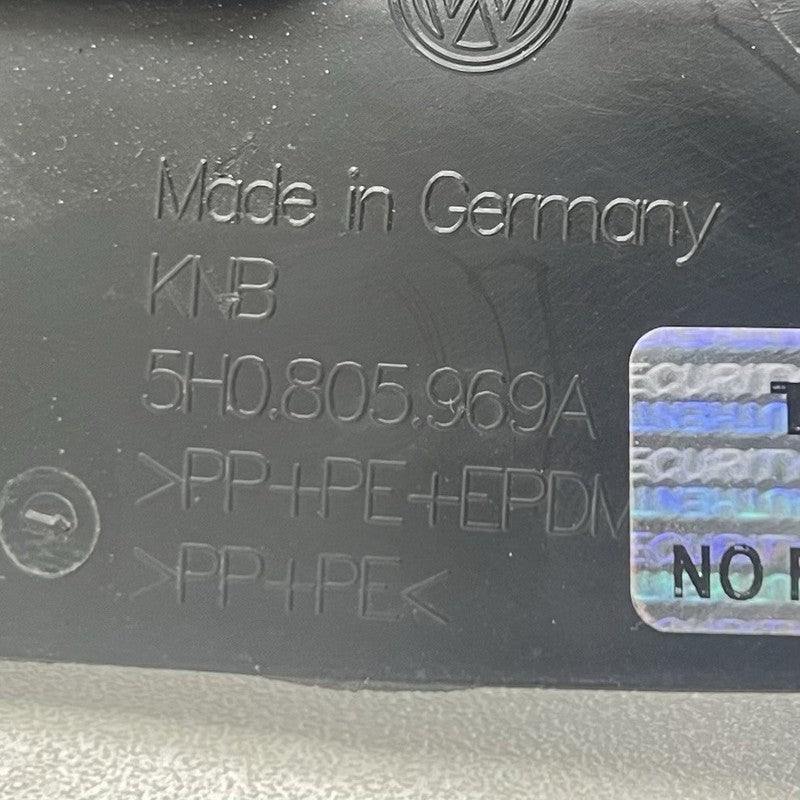 Made in Germany
KNB
5H0.805.969A
>PP+PE+EPDM
>PP+PE<
NO